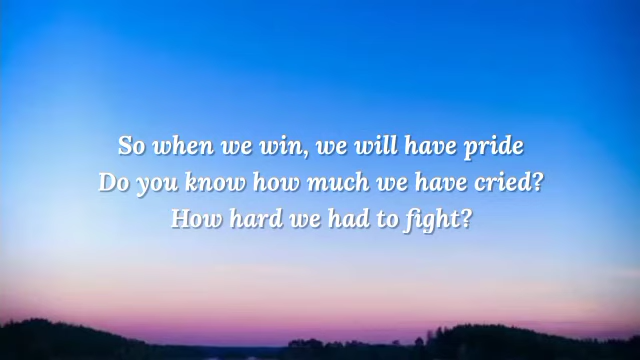 So when we win, we will have pride
Do you know how much we have cried?
How hard we had to fight?